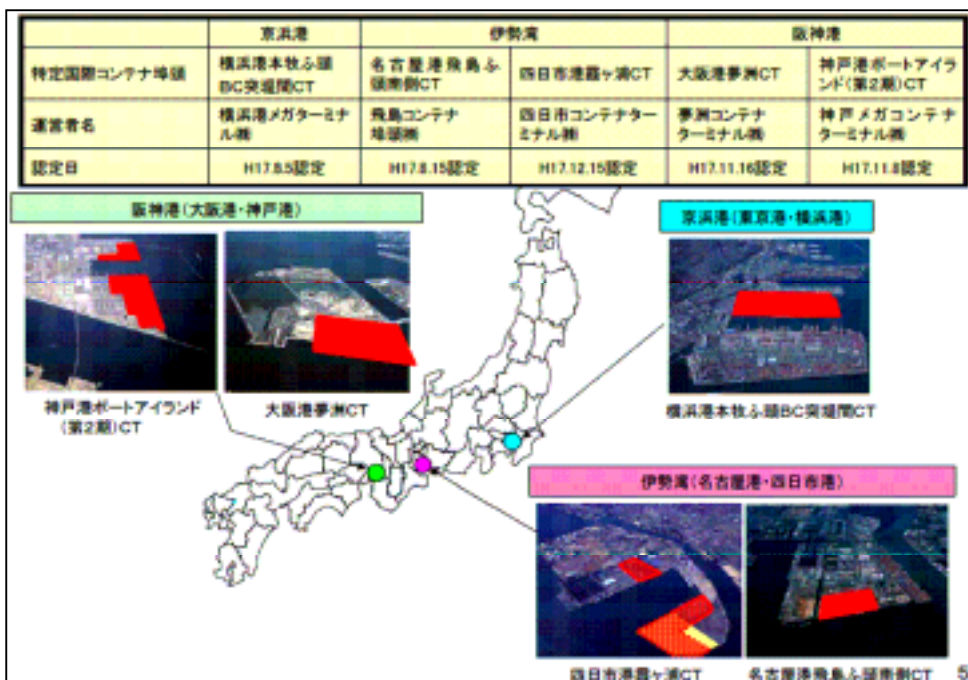 京浜港 伊勢湾 阪神港
特定国際コンテナ埠頭
横浜港本牧ふ頭
BC突堤間CT
名古屋港飛島ふ
頭南側CT
四日市港霞ヶ浦CT
大阪港夢洲CT
神戸港ポートアイラ
ンド(第2期)CT
運営者名
横浜港メガターミナ
ル㈱
飛島コンテナ
埠頭㈱
四日市コンテナター
ミナル㈱
夢洲コンテナ
ターミナル㈱
神戸メガコンテナ
ターミナル㈱
認定日
H17.8.5認定
H17.8.15認定
H17.12.15認定
H17.11.16認定
H17.11.8認定
阪神港(大阪港・神戸港)
京浜港(東京港・横浜港)
神戸港ポートアイランド
(第2期)CT
大阪港夢洲CT
横浜港本牧ふ頭BC突堤間CT
伊勢湾(名古屋港・四日市港)
四日市港霞ヶ浦CT
名古屋港飛島ふ頭南側CT
5